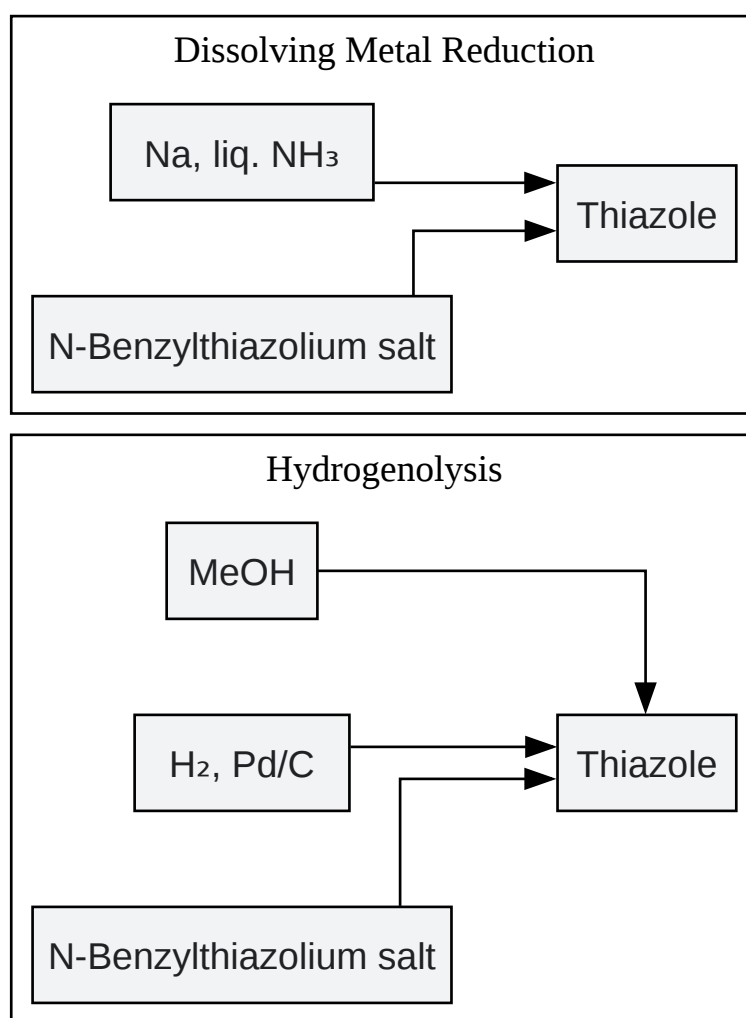 Dissolving Metal Reduction
Na, liq. NH₃
Thiazole
N-Benzylthiazolium salt
Hydrogenolysis
MeOH
H₂, Pd/C
Thiazole
N-Benzylthiazolium salt